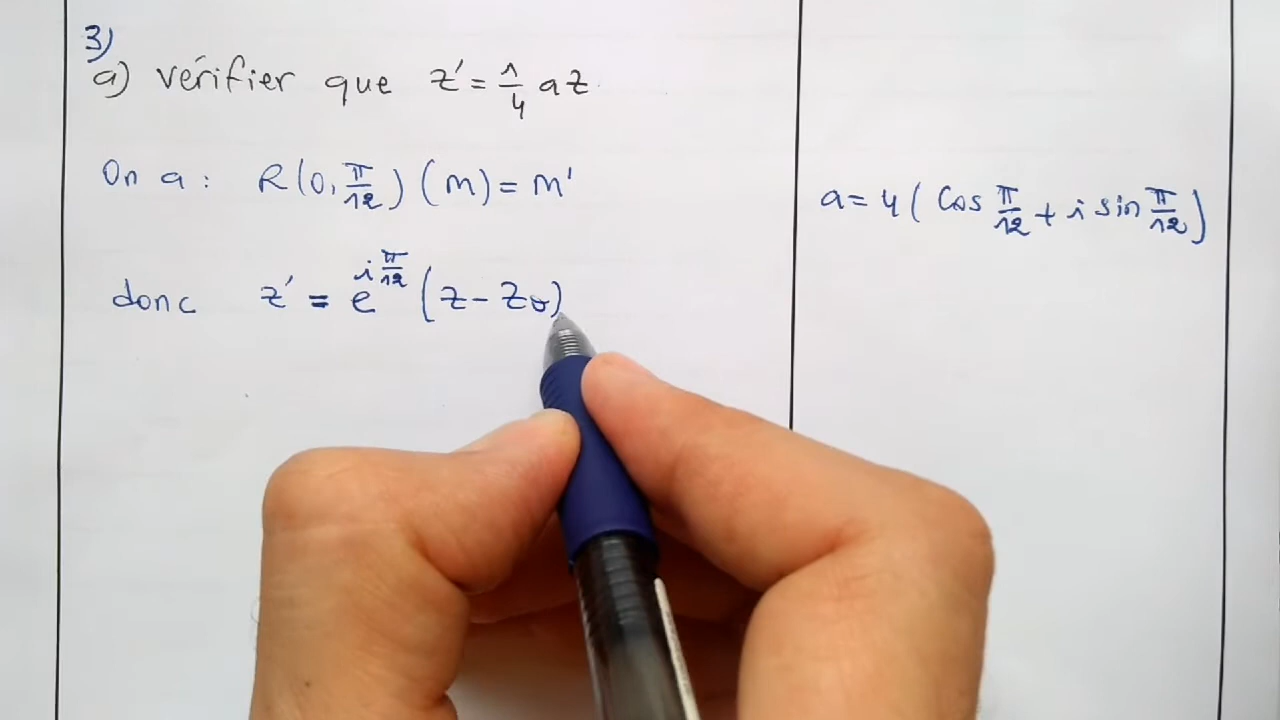 3)
a) vérifier que z' = 1/4 az
On a : R(0, π/12) (m) = m'
donc z' = e^{i π/12} (z - z₀)
a = 4 ( Cos π/12 + i sin π/12 )